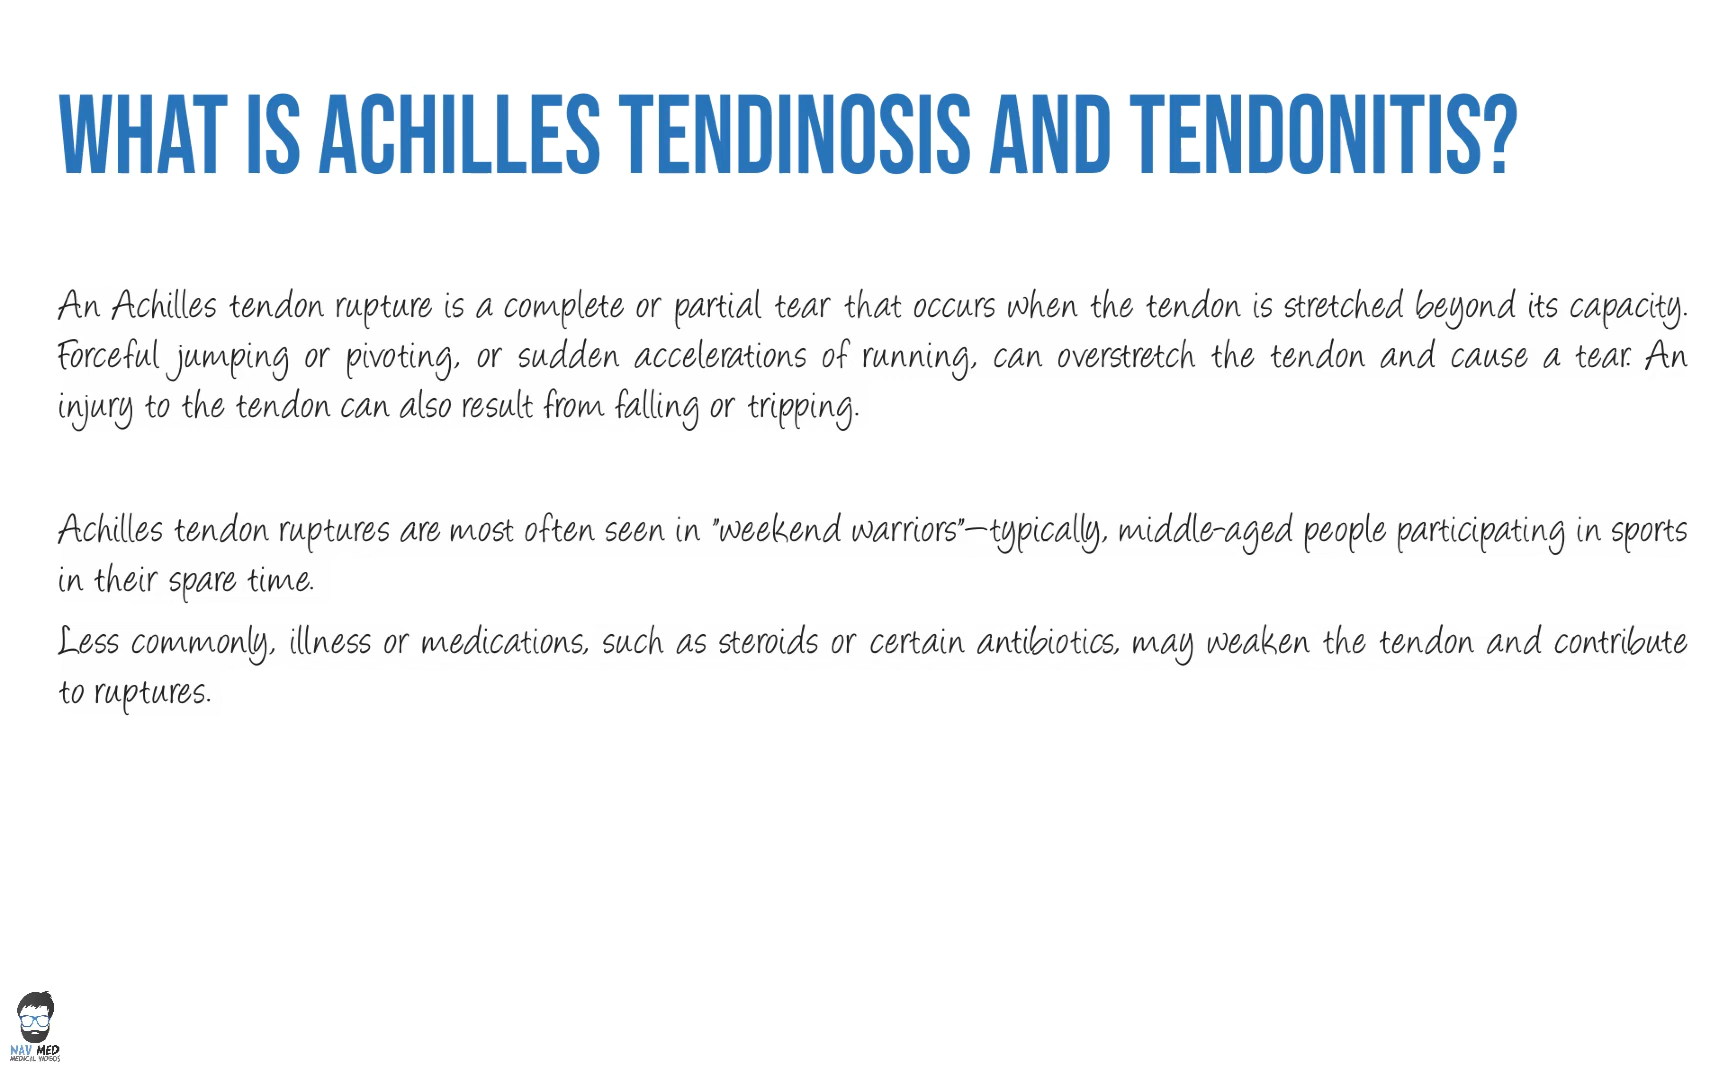 WHAT IS ACHILLES TENDINOSIS AND TENDONITIS?
An Achilles tendon rupture is a complete or partial tear that occurs when the tendon is stretched beyond its capacity.
Forceful jumping or pivoting, or sudden accelerations of running, can overstretch the tendon and cause a tear. An
injury to the tendon can also result from falling or tripping.
Achilles tendon ruptures are most often seen in "weekend warriors"—typically, middle-aged people participating in sports
in their spare time.
Less commonly, illness or medications, such as steroids or certain antibiotics, may weaken the tendon and contribute
to ruptures.
NAV MED
MEDICAL VIDEOS